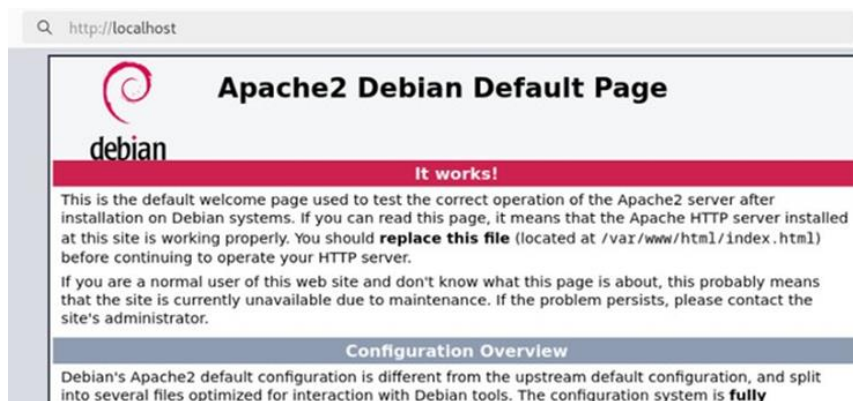 http://localhost
Apache2 Debian Default Page
debian
It works!
This is the default welcome page used to test the correct operation of the Apache2 server after
installation on Debian systems. If you can read this page, it means that the Apache HTTP server installed
at this site is working properly. You should replace this file (located at /var/www/html/index.html)
before continuing to operate your HTTP server.
If you are a normal user of this web site and don't know what this page is about, this probably means
that the site is currently unavailable due to maintenance. If the problem persists, please contact the
site's administrator.
Configuration Overview
Debian's Apache2 default configuration is different from the upstream default configuration, and split
into several files optimized for interaction with Debian tools. The configuration system is fully